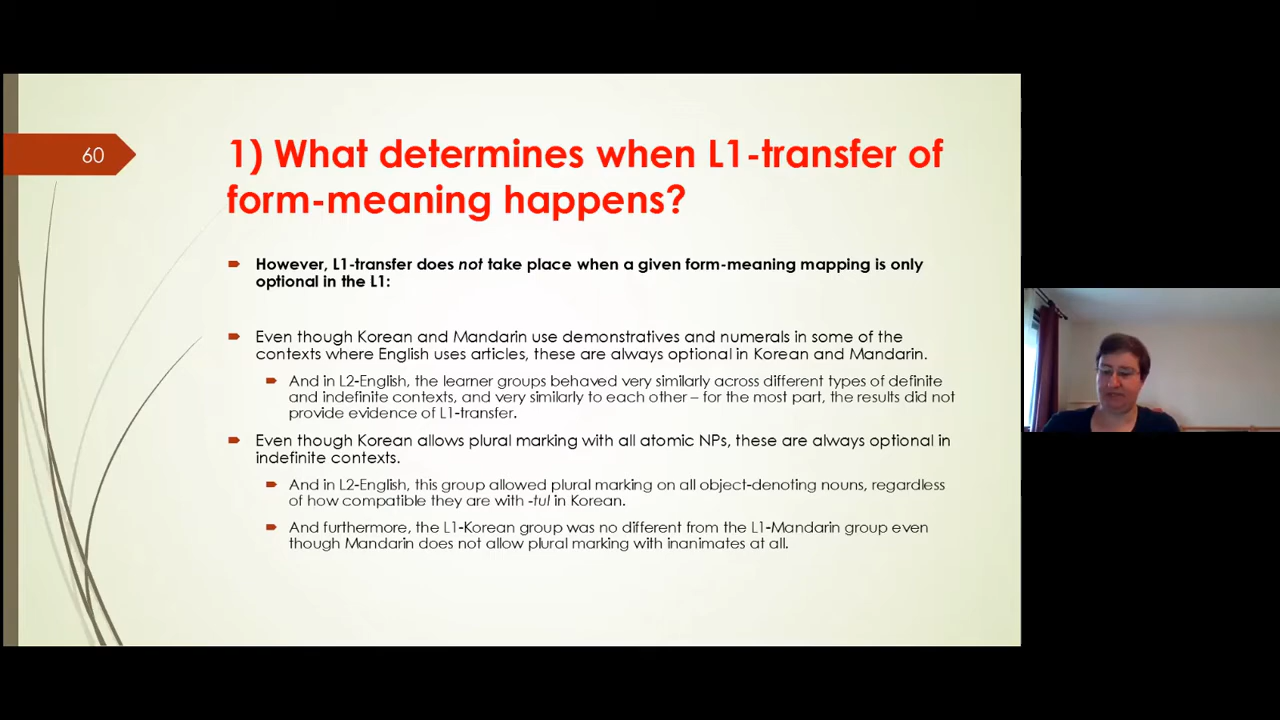 60
1) What determines when L1-transfer of
form-meaning happens?
However, L1-transfer does not take place when a given form-meaning mapping is only
optional in the L1:
Even though Korean and Mandarin use demonstratives and numerals in some of the
contexts where English uses articles, these are always optional in Korean and Mandarin.
And in L2-English, the learner groups behaved very similarly across different types of definite
and indefinite contexts, and very similarly to each other – for the most part, the results did not
provide evidence of L1-transfer.
Even though Korean allows plural marking with all atomic NPs, these are always optional in
indefinite contexts.
And in L2-English, this group allowed plural marking on all object-denoting nouns, regardless
of how compatible they are with -tul in Korean.
And furthermore, the L1-Korean group was no different from the L1-Mandarin group even
though Mandarin does not allow plural marking with inanimates at all.